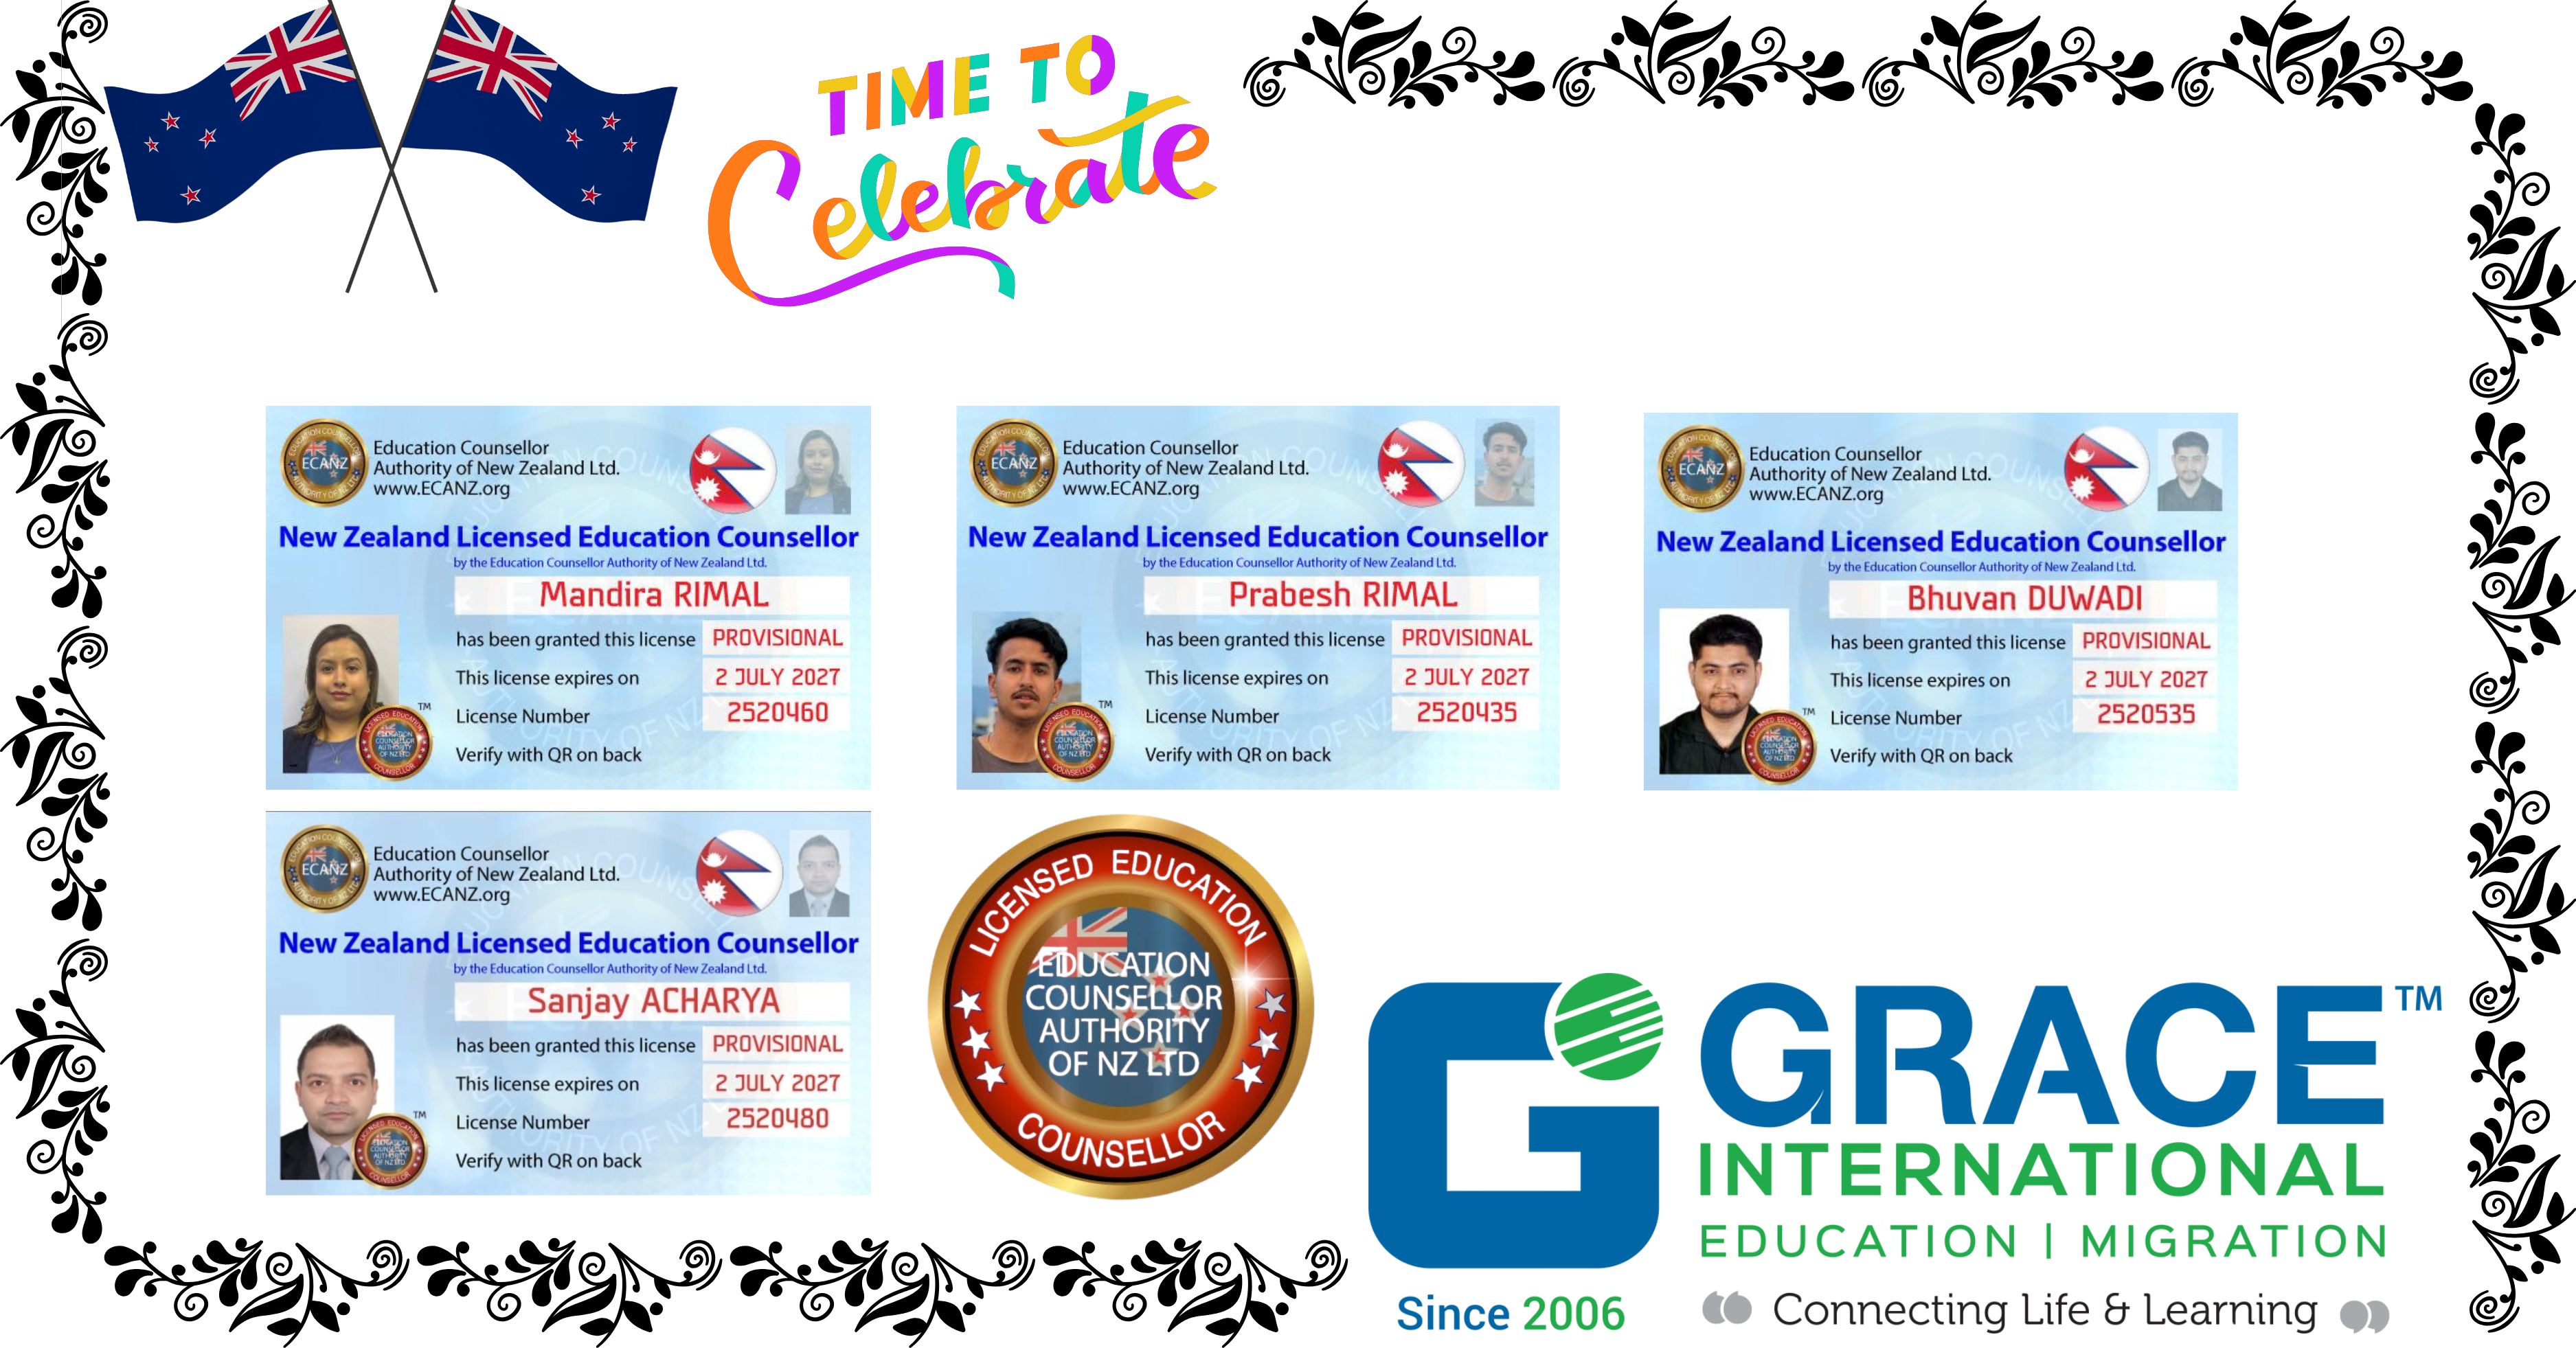 TIME TO
Celebrate
ECANZ
Education Counsellor
Authority of New Zealand Ltd.
www.ECANZ.org
New Zealand Licensed Education Counsellor
by the Education Counsellor Authority of New Zealand Ltd.
Mandira RIMAL
has been granted this license PROVISIONAL
This license expires on 2 JULY 2027
License Number 2520460
Verify with QR on back
TM
ECANZ
Education Counsellor
Authority of New Zealand Ltd.
www.ECANZ.org
New Zealand Licensed Education Counsellor
by the Education Counsellor Authority of New Zealand Ltd.
Prabesh RIMAL
has been granted this license PROVISIONAL
This license expires on 2 JULY 2027
License Number 2520435
Verify with QR on back
TM
ECANZ
Education Counsellor
Authority of New Zealand Ltd.
www.ECANZ.org
New Zealand Licensed Education Counsellor
by the Education Counsellor Authority of New Zealand Ltd.
Bhuvan DUWADI
has been granted this license PROVISIONAL
This license expires on 2 JULY 2027
License Number 2520535
Verify with QR on back
TM
ECANZ
Education Counsellor
Authority of New Zealand Ltd.
www.ECANZ.org
New Zealand Licensed Education Counsellor
by the Education Counsellor Authority of New Zealand Ltd.
Sanjay ACHARYA
has been granted this license PROVISIONAL
This license expires on 2 JULY 2027
License Number 2520480
Verify with QR on back
TM
LICENSED EDUCATION
EDUCATION
COUNSELLOR
AUTHORITY
OF NZ LTD
COUNSELLOR
GRACE TM
INTERNATIONAL
EDUCATION | MIGRATION
Since 2006
“ Connecting Life & Learning ”